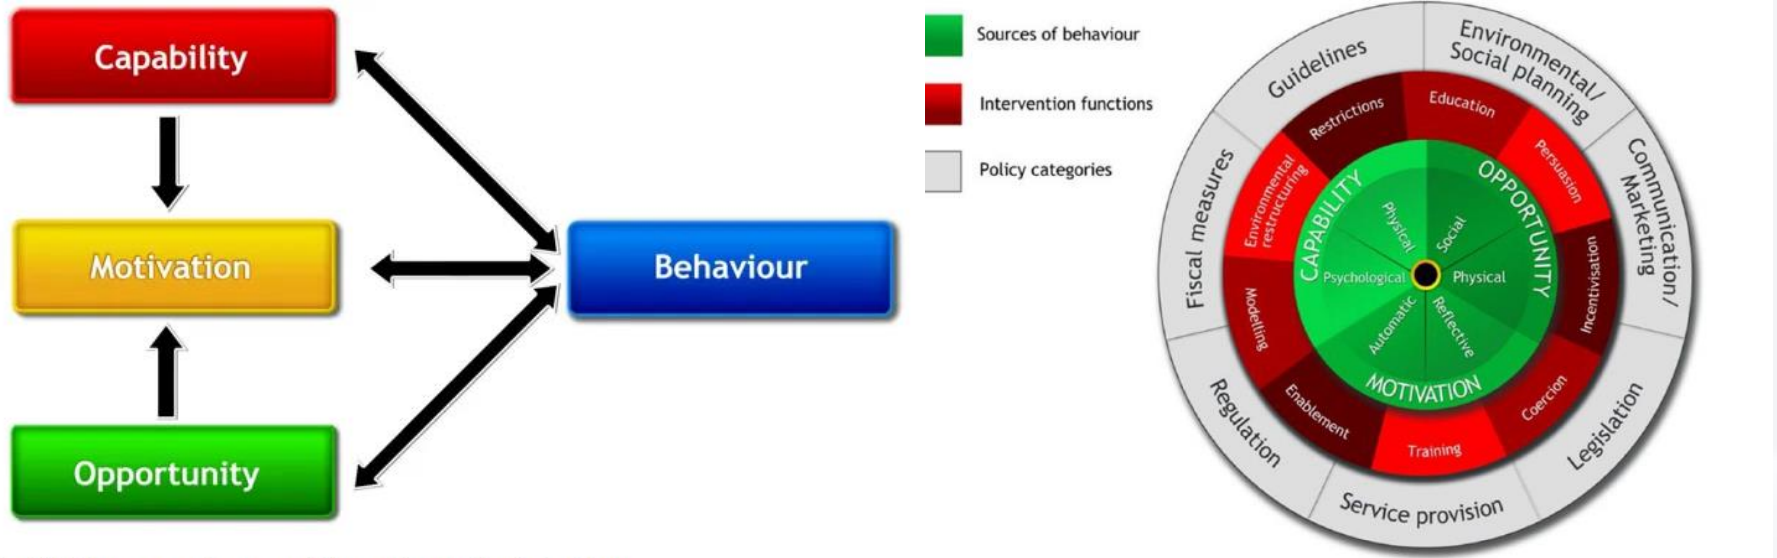 Capability
Motivation
Opportunity
Behaviour
Sources of behaviour
Intervention functions
Policy categories
Guidelines
Environmental/
Social planning
Communication/
Marketing
Legislation
Service provision
Regulation
Fiscal measures
Restrictions
Education
Persuasion
Incentivisation
Coercion
Training
Enablement
Modelling
Environmental
restructuring
CAPABILITY
OPPORTUNITY
MOTIVATION
Physical
Social
Psychological
Physical
Automatic
Reflective